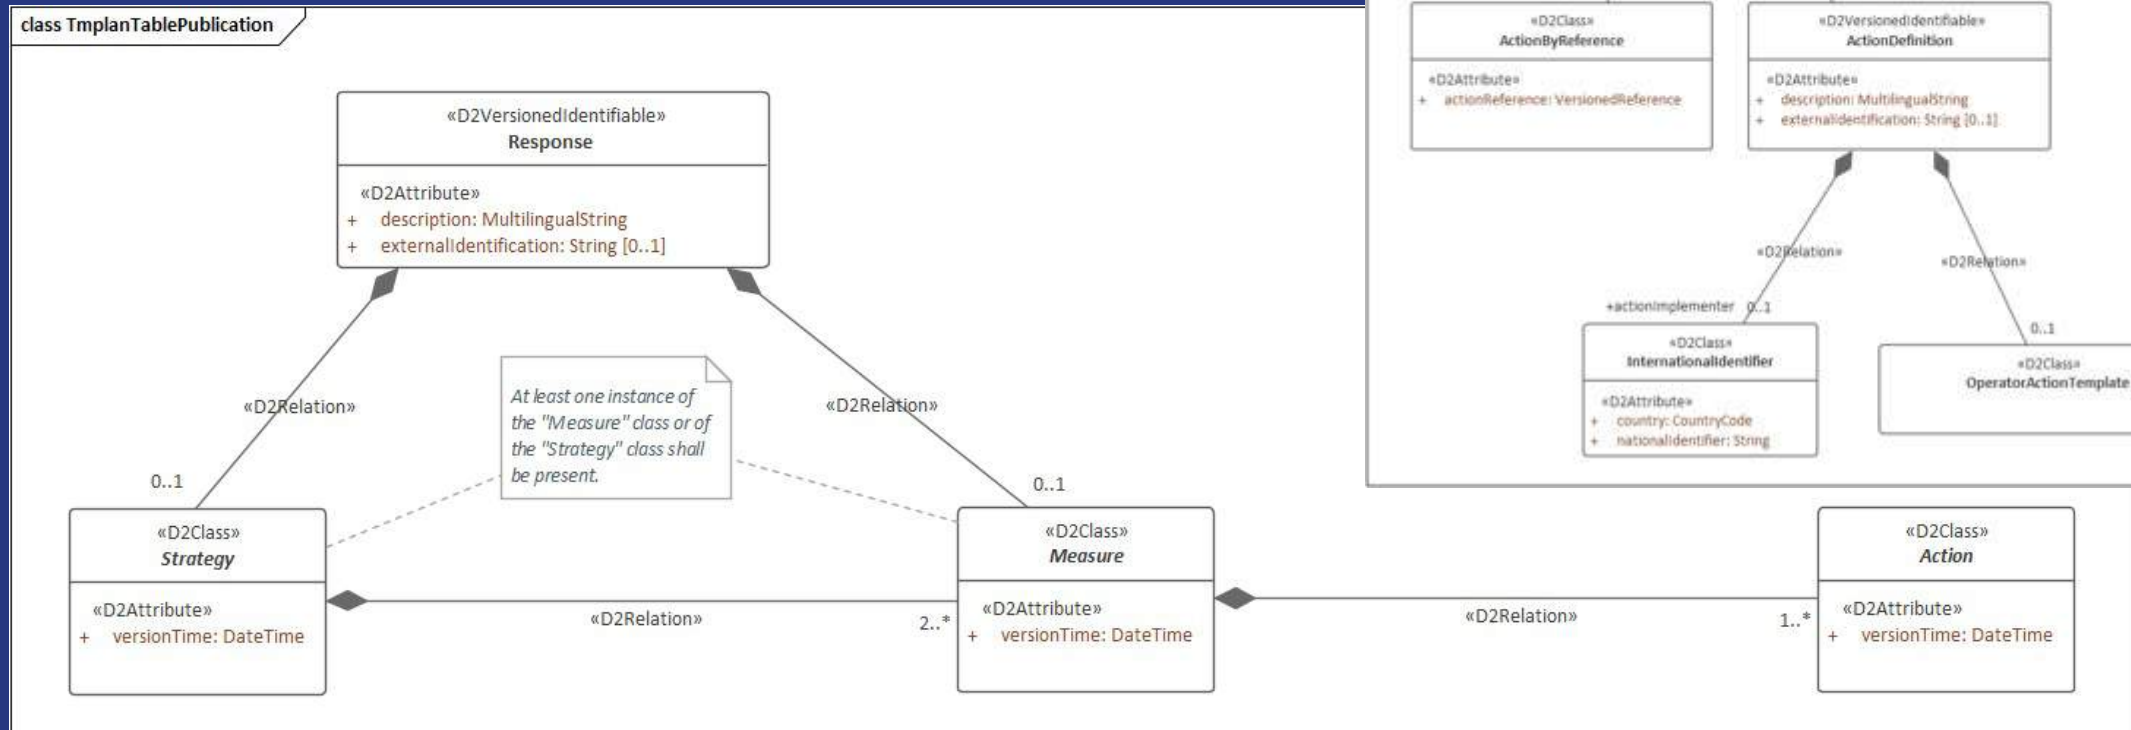 class TmplanTablePublication
«D2VersionedIdentifiable»
Response
«D2Attribute»
+ description: MultilingualString
+ externalIdentification: String [0..1]
«D2Relation»
«D2Relation»
At least one instance of
the "Measure" class or of
the "Strategy" class shall
be present.
0..1
0..1
«D2Class»
Strategy
«D2Attribute»
+ versionTime: DateTime
«D2Relation»
2..*
«D2Class»
Measure
«D2Attribute»
+ versionTime: DateTime
«D2Relation»
1..*
«D2Class»
Action
«D2Attribute»
+ versionTime: DateTime
«D2Class»
ActionByReference
«D2Attribute»
+ actionReference: VersionedReference
«D2VersionedIdentifiable»
ActionDefinition
«D2Attribute»
+ description: MultilingualString
+ externalIdentification: String [0..1]
«D2Relation»
«D2Relation»
+actionImplementer 0..1
0..1
«D2Class»
InternationalIdentifier
«D2Attribute»
+ country: CountryCode
+ nationalIdentifier: String
«D2Class»
OperatorActionTemplate